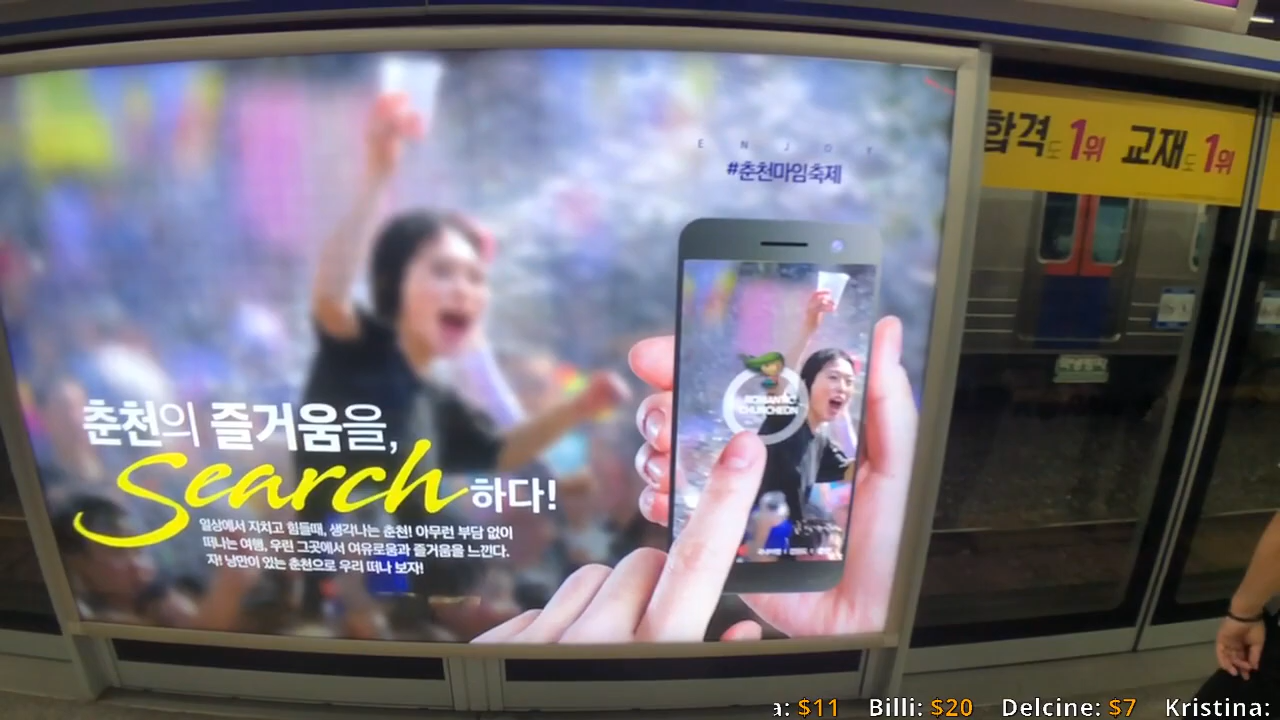 ENJOY
#춘천마임축제
합격도 1위 교재도 1위
춘천의 즐거움을,
Search하다!
일상에서 지치고 힘들때, 생각나는 춘천! 아무런 부담 없이
떠나는 여행, 우린 그곳에서 여유로움과 즐거움을 느낀다.
자! 낭만이 있는 춘천으로 우리 떠나 보자!
ROMANTIC
CHUNCHEON
a: $11 Billi: $20 Delcine: $7 Kristina: